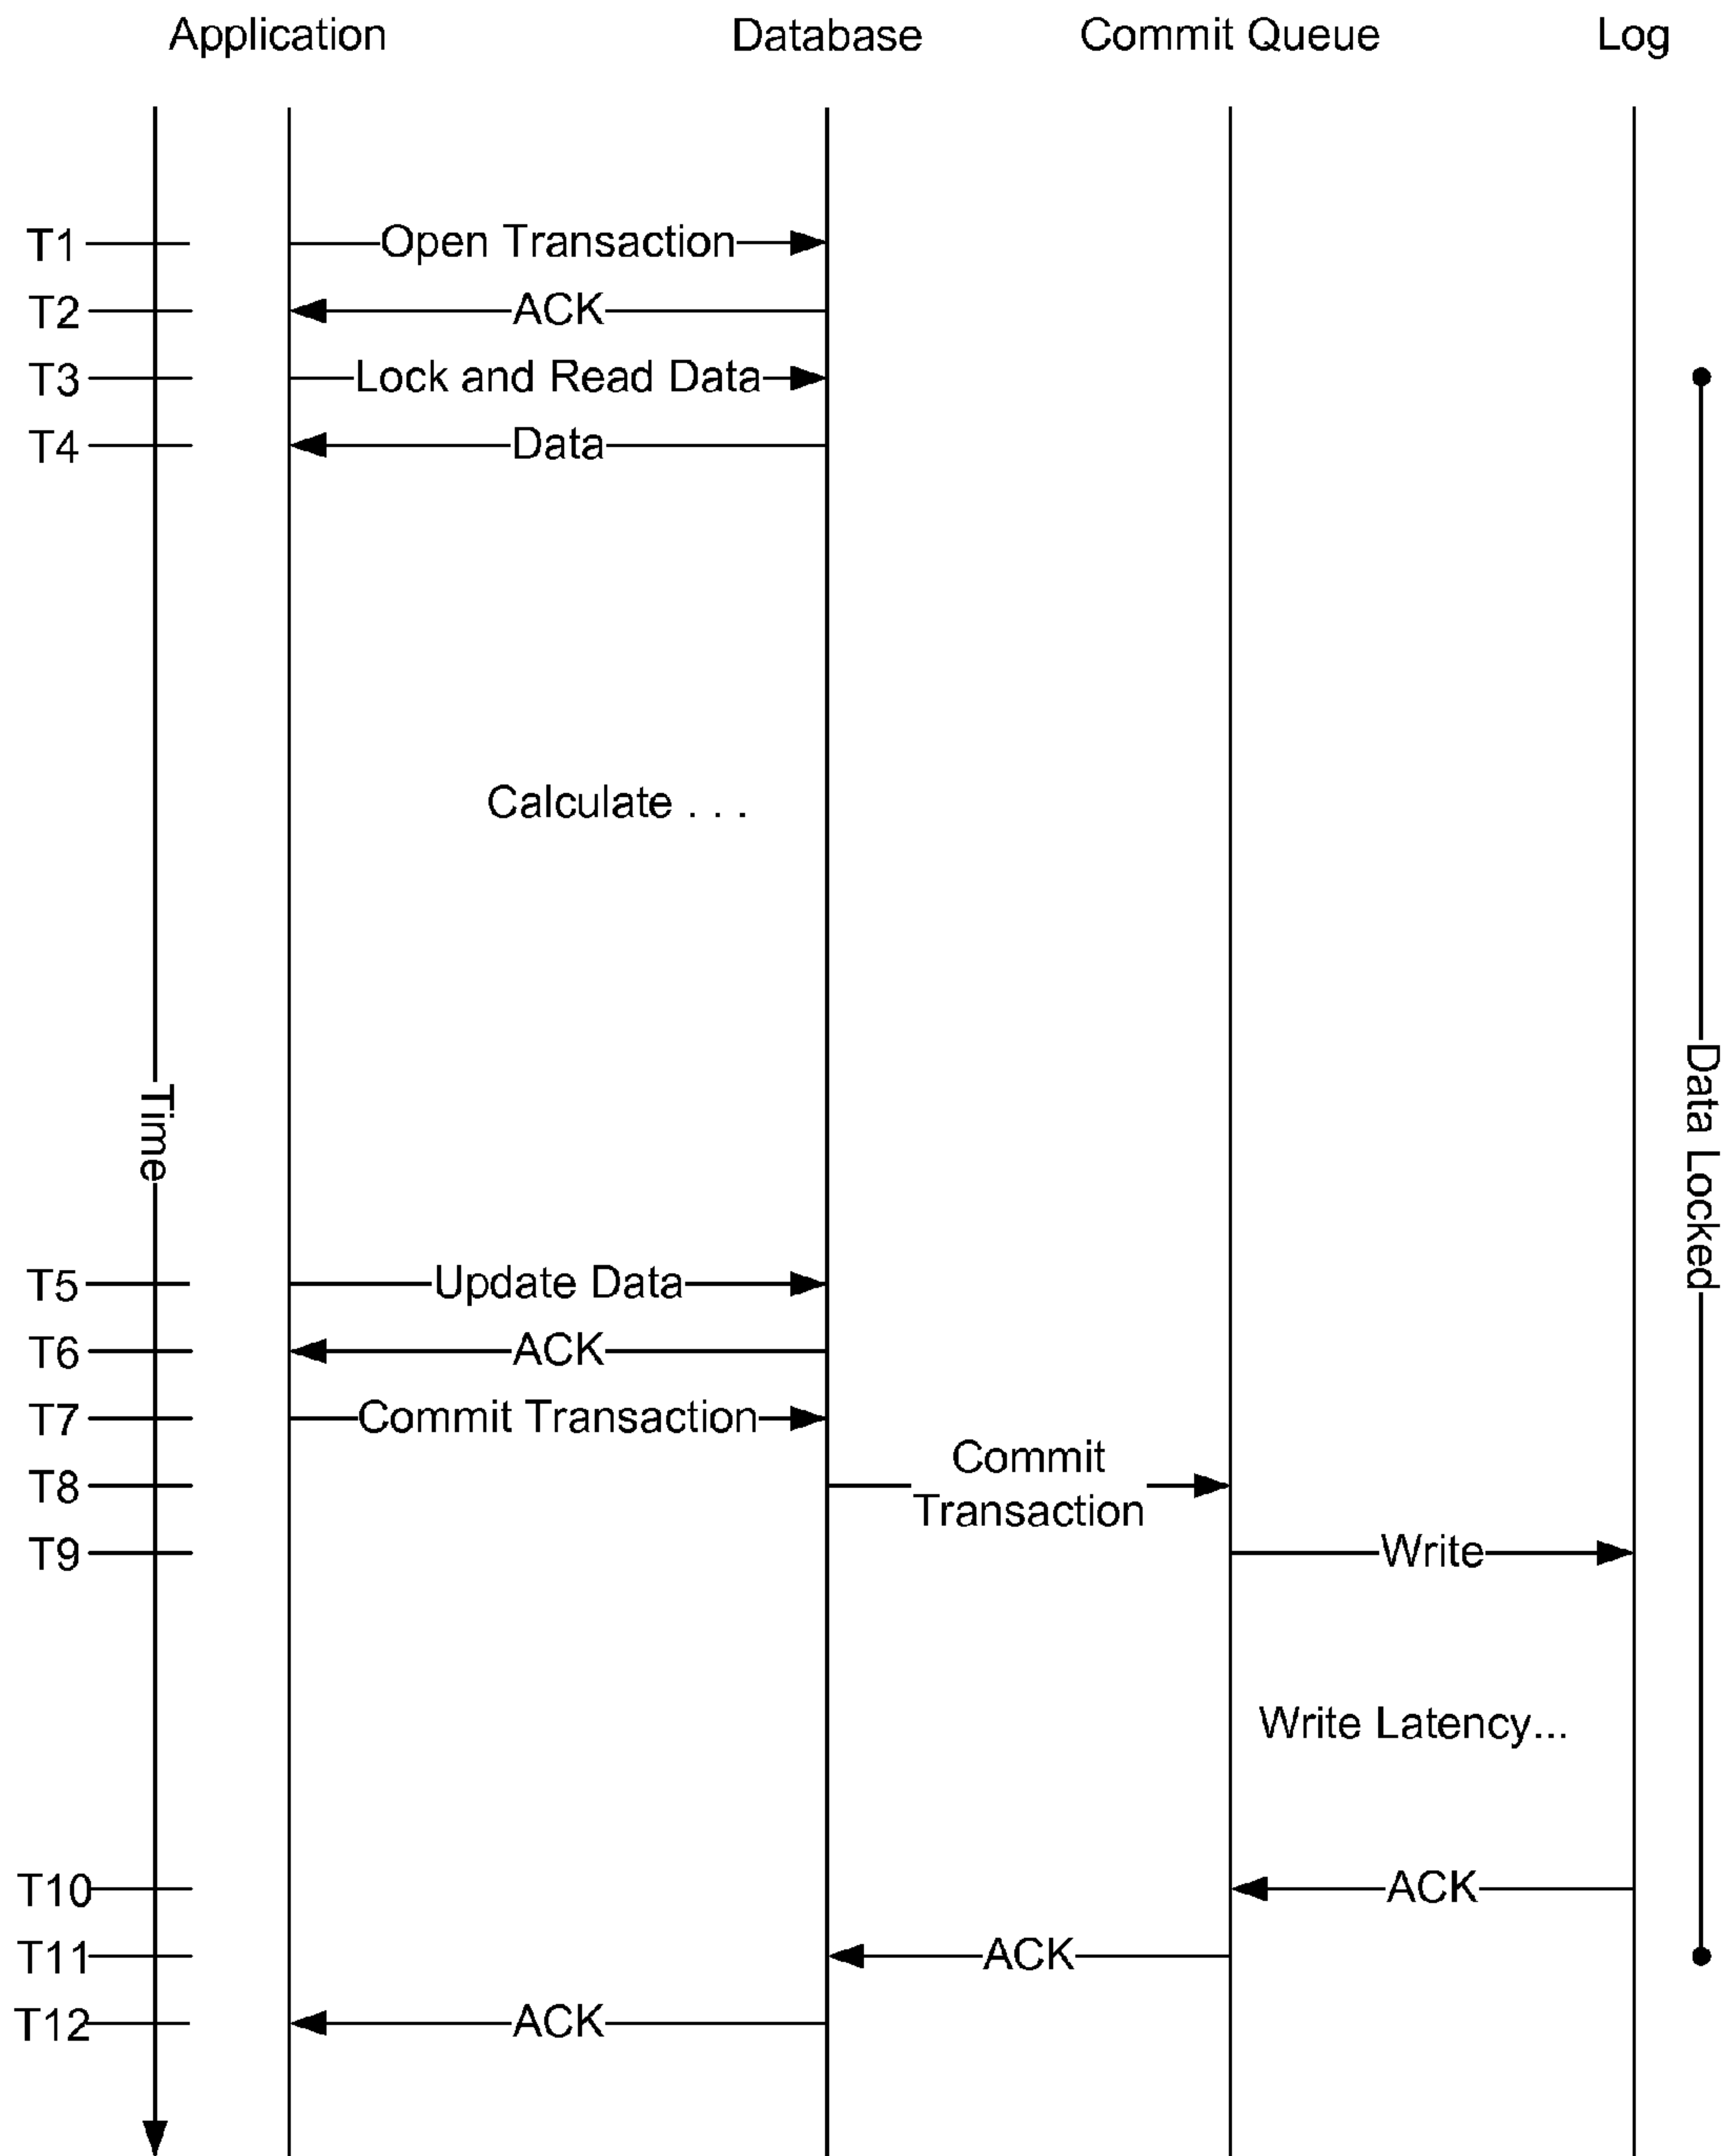 Application Database Commit Queue Log
T1 Open Transaction
T2 ACK
T3 Lock and Read Data
T4 Data
Calculate . . .
Time
Data Locked
T5 Update Data
T6 ACK
T7 Commit Transaction
T8 Commit
Transaction
T9 Write
Write Latency...
T10 ACK
T11 ACK
T12 ACK